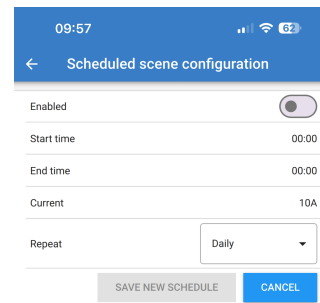 09:57 62
Scheduled scene configuration
Enabled
Start time 00:00
End time 00:00
Current 10A
Repeat Daily
SAVE NEW SCHEDULE CANCEL